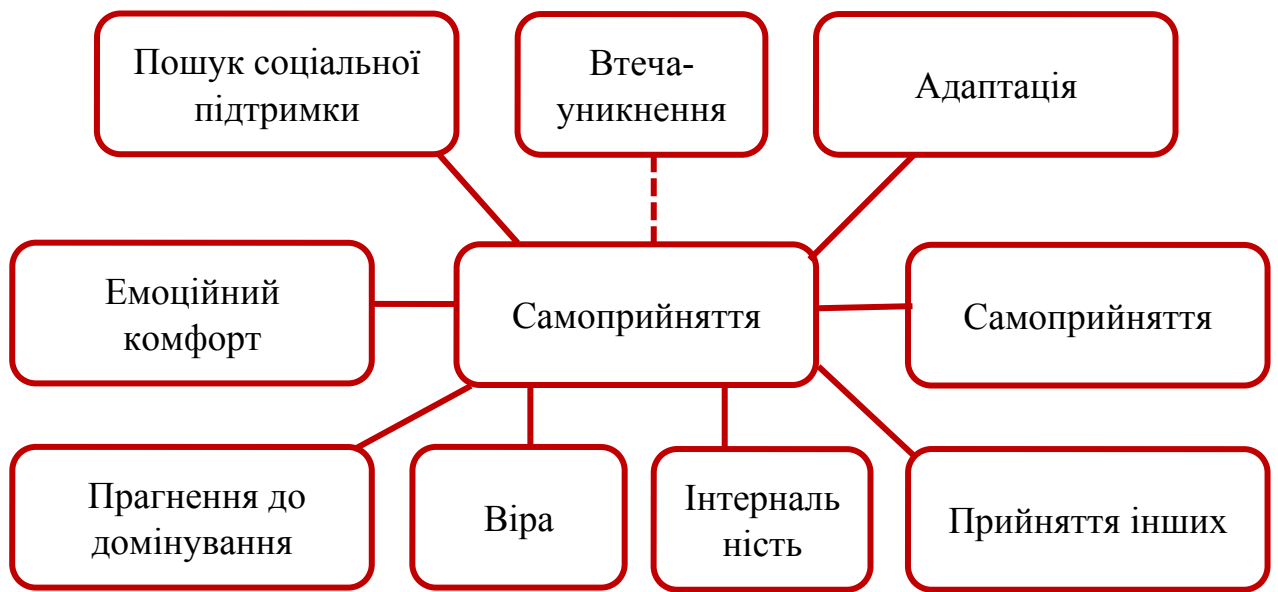 Пошук соціальної
підтримки
Втеча-
уникнення
Адаптація
Емоційний
комфорт
Самоприйняття
Самоприйняття
Прагнення до
домінування
Віра
Інтерналь
ність
Прийняття інших